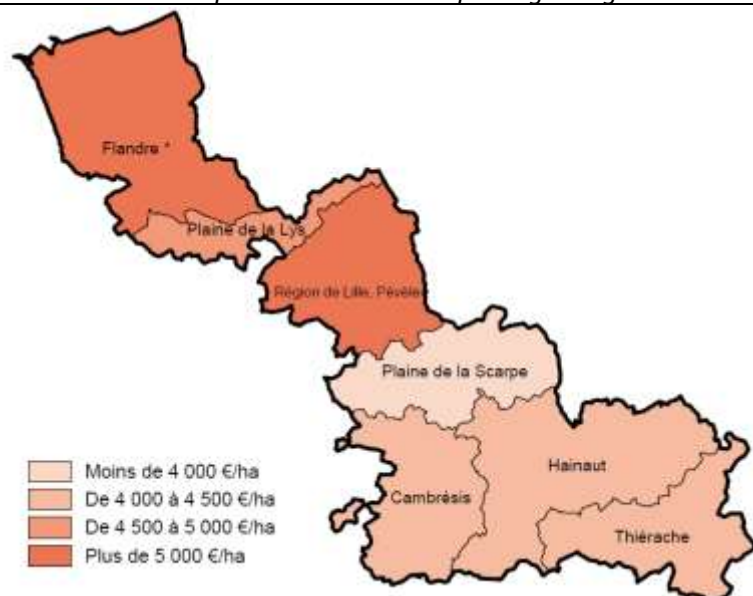 Flandre *
Plaine de la Lys
Région de Lille, Pévèle
Plaine de la Scarpe
Hainaut
Cambrésis
Thiérache
Moins de 4 000 €/ha
De 4 000 à 4 500 €/ha
De 4 500 à 5 000 €/ha
Plus de 5 000 €/ha